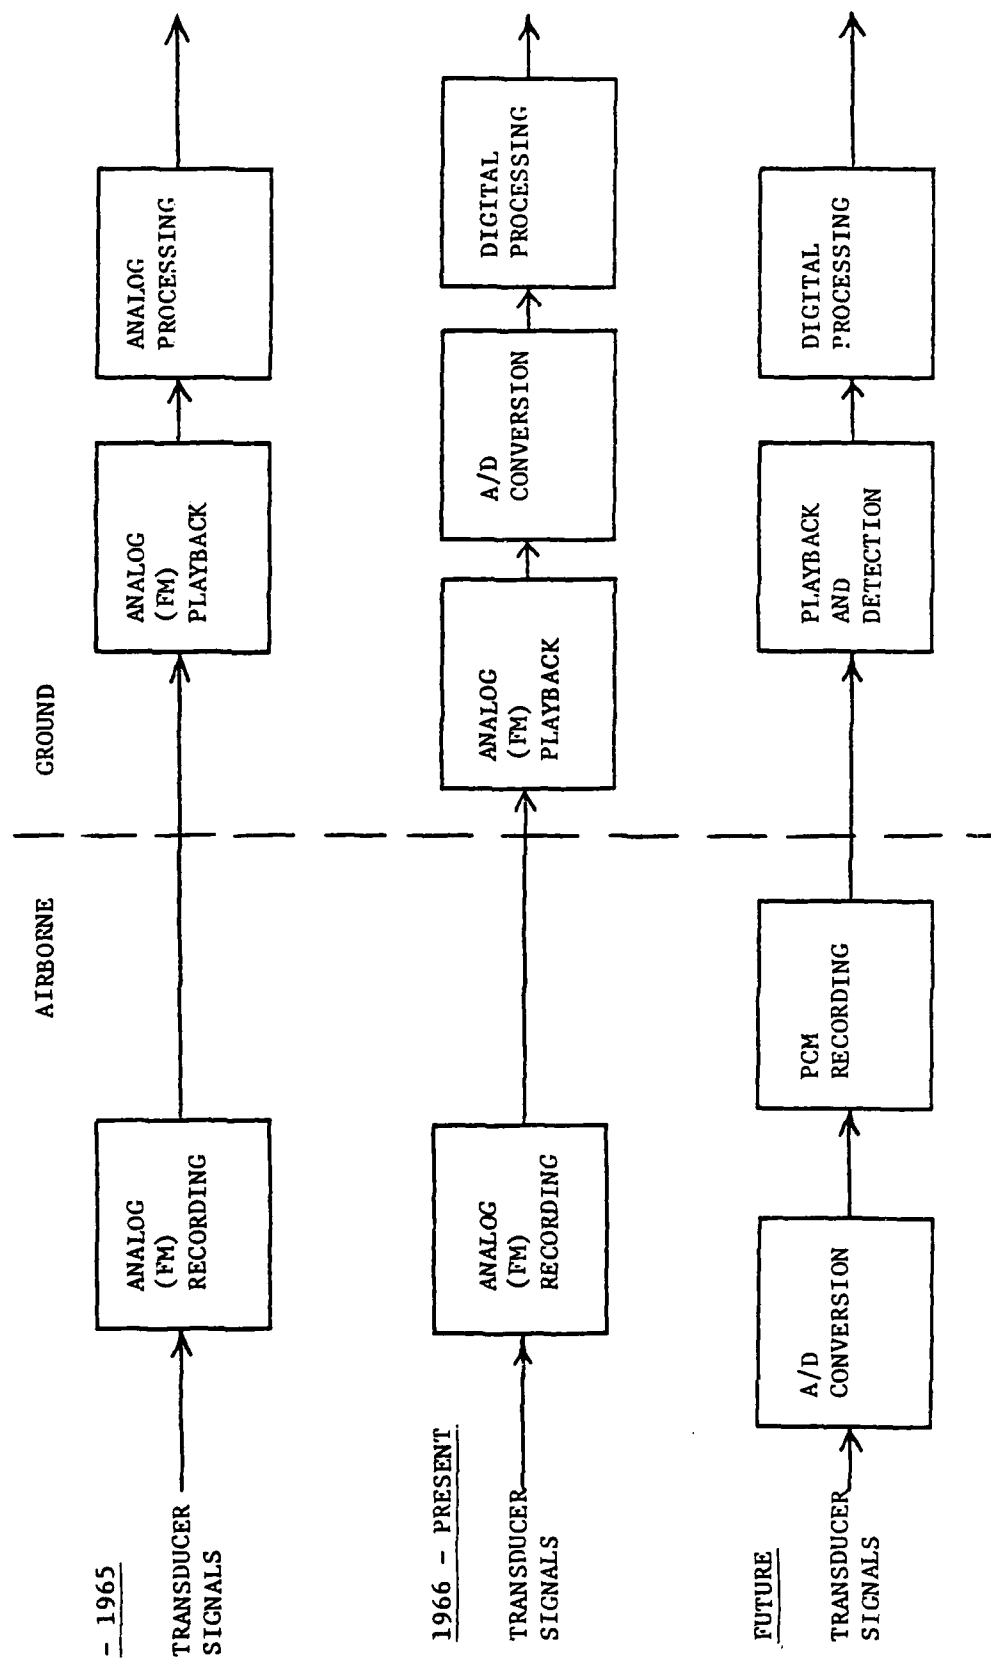 AIRBORNE
GROUND
- 1965
TRANSDUCER
SIGNALS
ANALOG
(FM)
RECORDING
ANALOG
(FM)
PLAYBACK
ANALOG
PROCESSING
1966 - PRESENT
TRANSDUCER
SIGNALS
ANALOG
(FM)
RECORDING
ANALOG
(FM)
PLAYBACK
A/D
CONVERSION
DIGITAL
PROCESSING
FUTURE
TRANSDUCER
SIGNALS
A/D
CONVERSION
PCM
RECORDING
PLAYBACK
AND
DETECTION
DIGITAL
PROCESSING